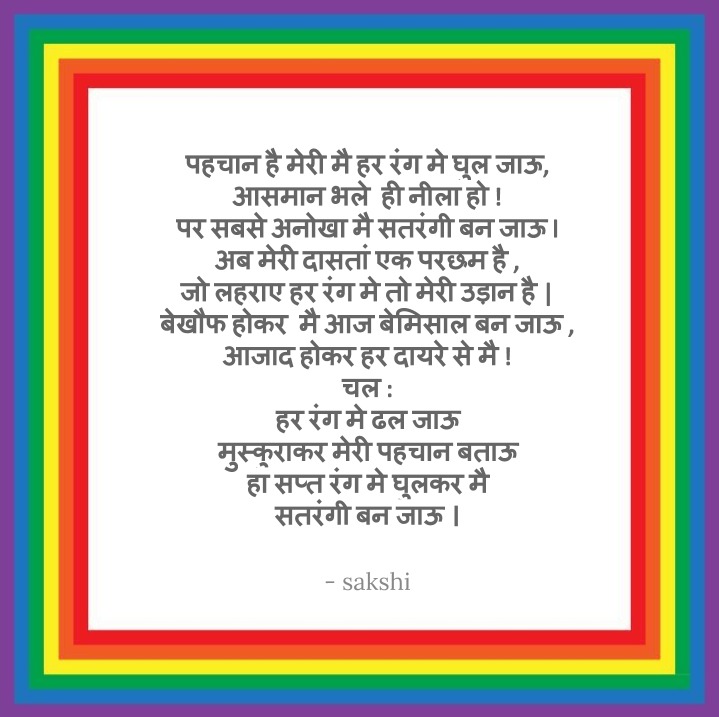 पहचान है मेरी मै हर रंग मे घुल जाऊ,
आसमान भले ही नीला हो !
पर सबसे अनोखा मै सतरंगी बन जाऊ ।
अब मेरी दासतां एक परछम है ,
जो लहराए हर रंग मे तो मेरी उड़ान है |
बेखौफ होकर मै आज बेमिसाल बन जाऊ ,
आजाद होकर हर दायरे से मै !
चल :
हर रंग मे ढल जाऊ
मुस्कुराकर मेरी पहचान बताऊ
हा सप्त रंग मे घुलकर मै
सतरंगी बन जाऊ |
- sakshi